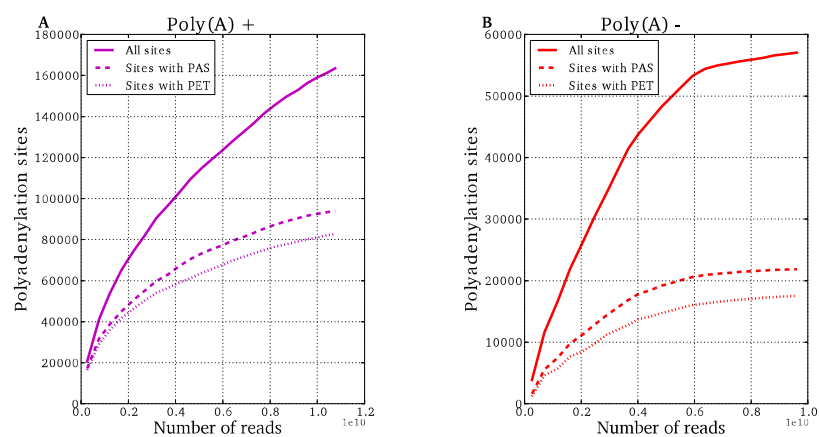 A
Poly(A) +
180000
160000
140000
120000
100000
80000
60000
40000
20000
0
Polyadenylation sites
All sites
Sites with PAS
Sites with PET
0.0 0.2 0.4 0.6 0.8 1.0 1.2
1e10
Number of reads
B
Poly(A) -
60000
50000
40000
30000
20000
10000
0
Polyadenylation sites
All sites
Sites with PAS
Sites with PET
0.0 0.2 0.4 0.6 0.8 1.0
1e10
Number of reads